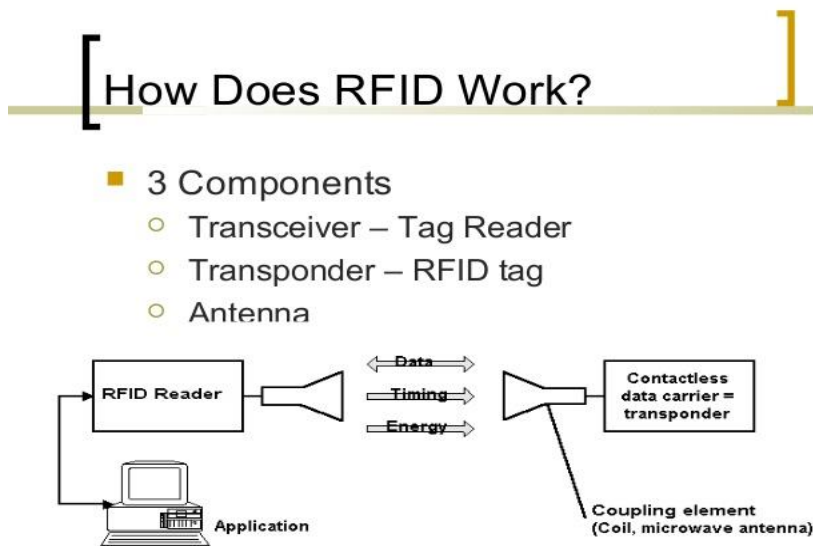 How Does RFID Work?
3 Components
Transceiver – Tag Reader
Transponder – RFID tag
Antenna
Data
RFID Reader
Timing
Energy
Contactless
data carrier =
transponder
Application
Coupling element
(Coil, microwave antenna)